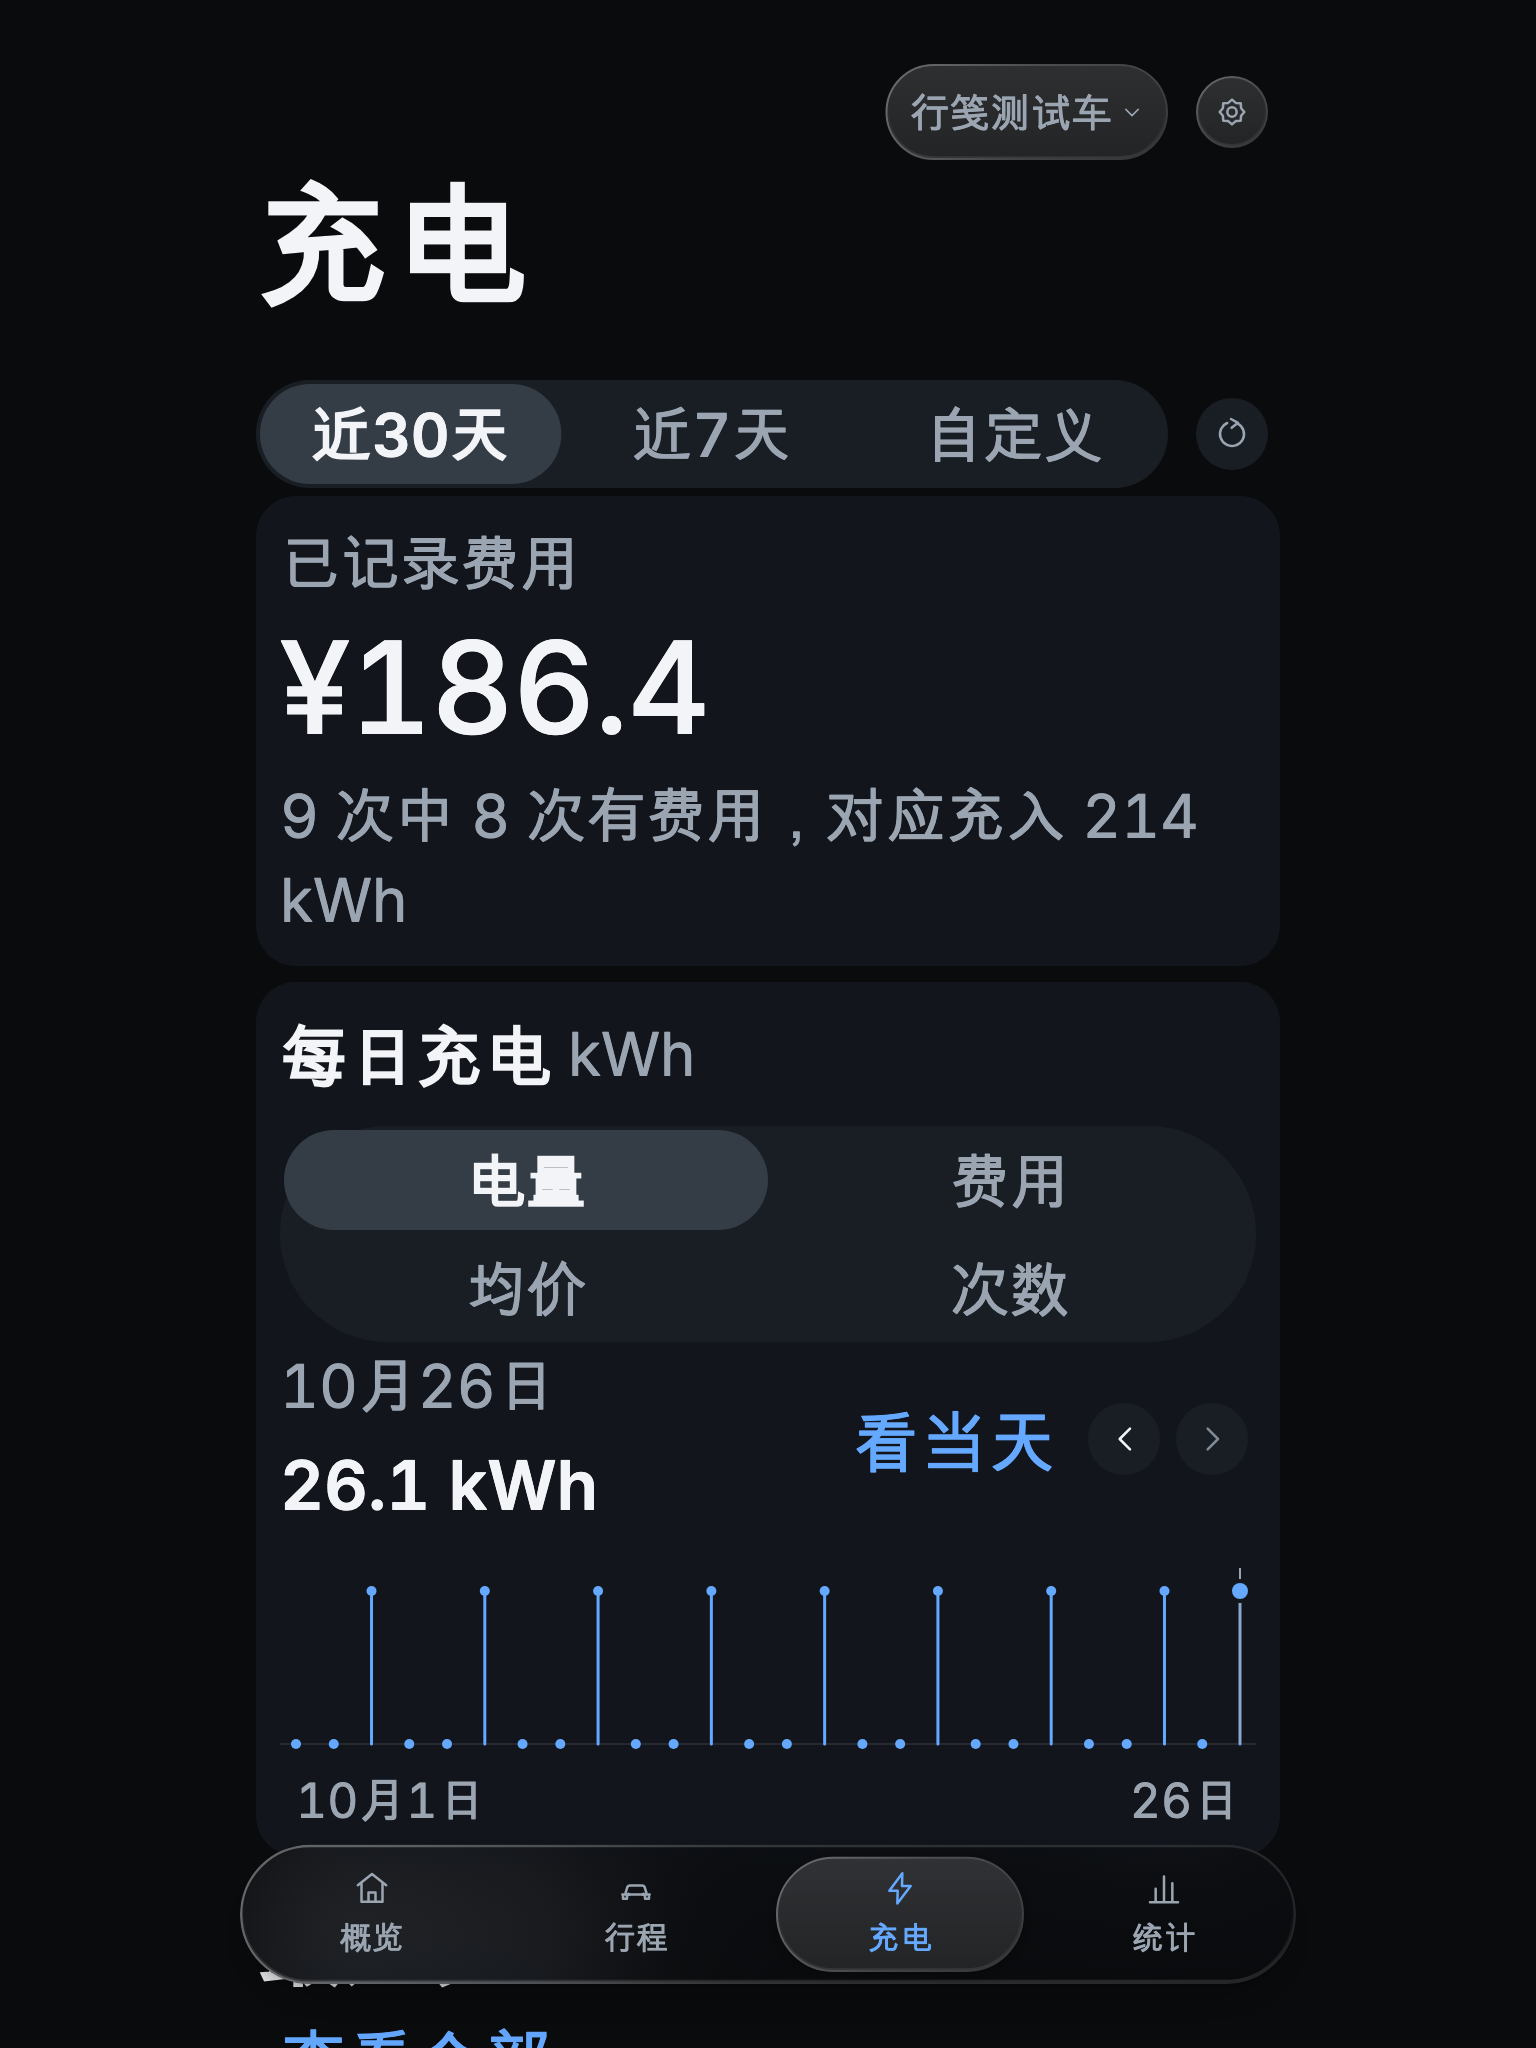 行笺测试车
充电
近30天 近7天 自定义
已记录费用
¥186.4
9 次中 8 次有费用，对应充入 214
kWh
每日充电 kWh
电量 费用
均价 次数
10月26日
看当天
26.1 kWh
10月1日 26日
概览 行程 充电 统计
查看全部